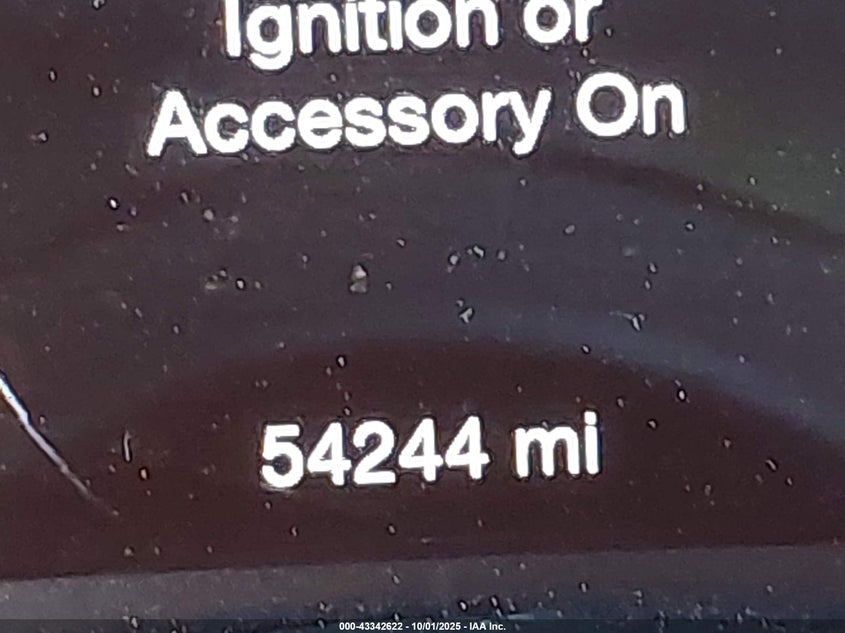 Ignition or
Accessory On
54244 mi
000-43342622 - 10/01/2025 - IAA Inc.